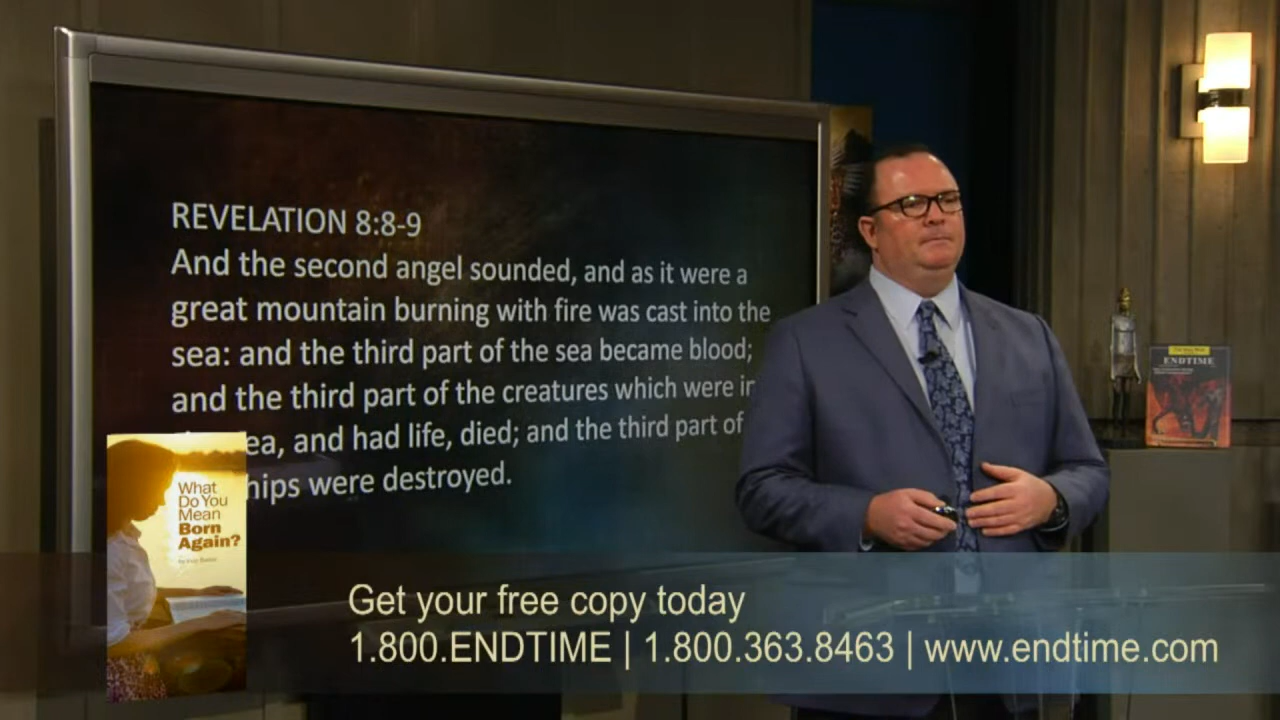 REVELATION 8:8-9
And the second angel sounded, and as it were a
great mountain burning with fire was cast into the
sea: and the third part of the sea became blood;
and the third part of the creatures which were
and had life, died; and the third part of
were destroyed.
What
Do You
Mean
Born
Again?
ENDTIME
Get your free copy today
1.800.ENDTIME | 1.800.363.8463 | www.endtime.com